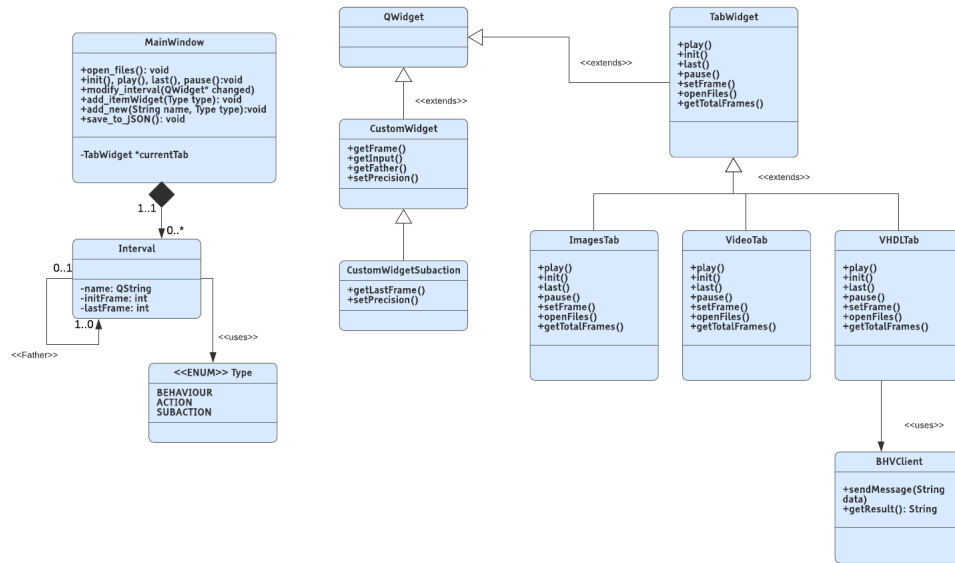 MainWindow
+open_files(): void
+init(), play(), last(), pause():void
+modify_interval(QWidget* changed)
+add_itemWidget(Type type): void
+add_new(String name, Type type):void
+save_to_JSON(): void
-TabWidget *currentTab
1..1
0..*
Interval
-name: QString
-initFrame: int
-lastFrame: int
0..1
1..0
<<Father>>
<<uses>>
<<ENUM>> Type
BEHAVIOUR
ACTION
SUBACTION
QWidget
<<extends>>
CustomWidget
+getFrame()
+getInput()
+getFather()
+setPrecision()
CustomWidgetSubaction
+getLastFrame()
+setPrecision()
<<extends>>
TabWidget
+play()
+init()
+last()
+pause()
+setFrame()
+openFiles()
+getTotalFrames()
<<extends>>
ImagesTab
+play()
+init()
+last()
+pause()
+setFrame()
+openFiles()
+getTotalFrames()
VideoTab
+play()
+init()
+last()
+pause()
+setFrame()
+openFiles()
+getTotalFrames()
VHDLTab
+play()
+init()
+last()
+pause()
+setFrame()
+openFiles()
+getTotalFrames()
<<uses>>
BHVClient
+sendMessage(String
data)
+getResult(): String